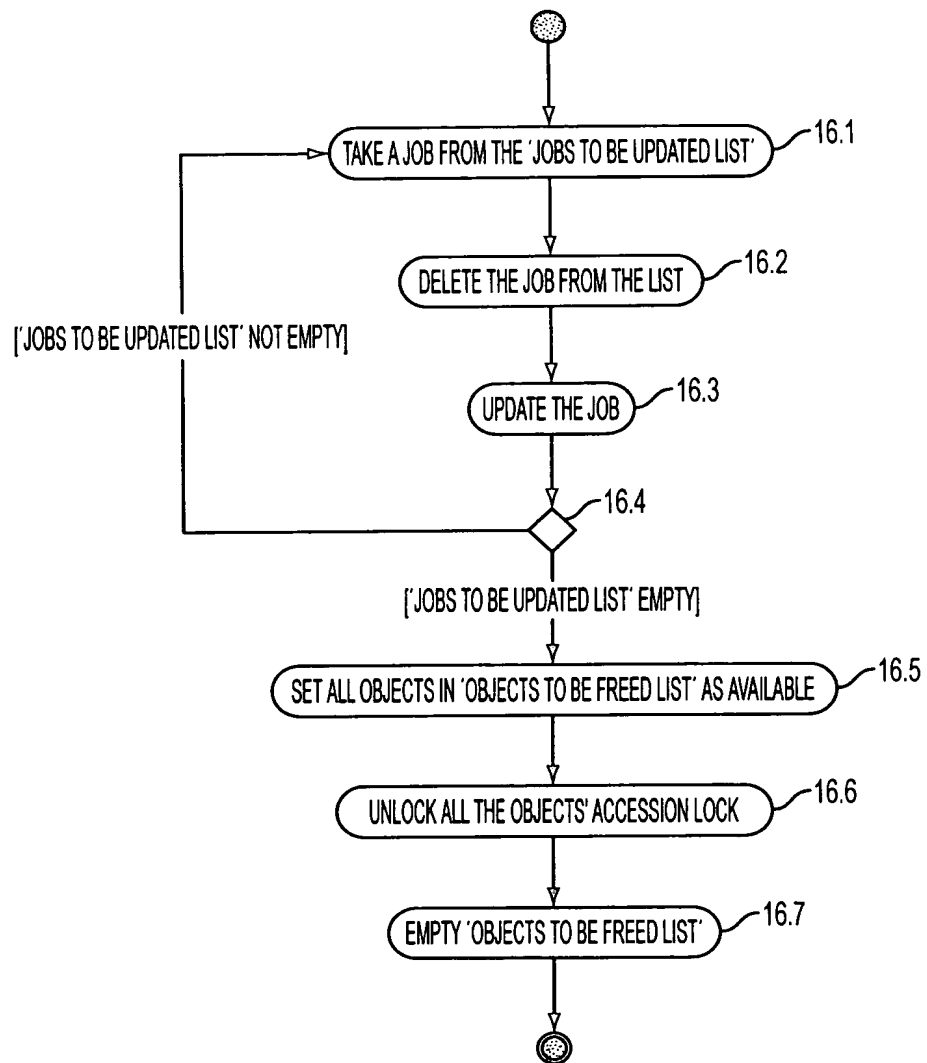 TAKE A JOB FROM THE 'JOBS TO BE UPDATED LIST'
16.1
DELETE THE JOB FROM THE LIST
16.2
['JOBS TO BE UPDATED LIST' NOT EMPTY]
UPDATE THE JOB
16.3
16.4
['JOBS TO BE UPDATED LIST' EMPTY]
SET ALL OBJECTS IN 'OBJECTS TO BE FREED LIST' AS AVAILABLE
16.5
UNLOCK ALL THE OBJECTS' ACCESSION LOCK
16.6
EMPTY 'OBJECTS TO BE FREED LIST'
16.7